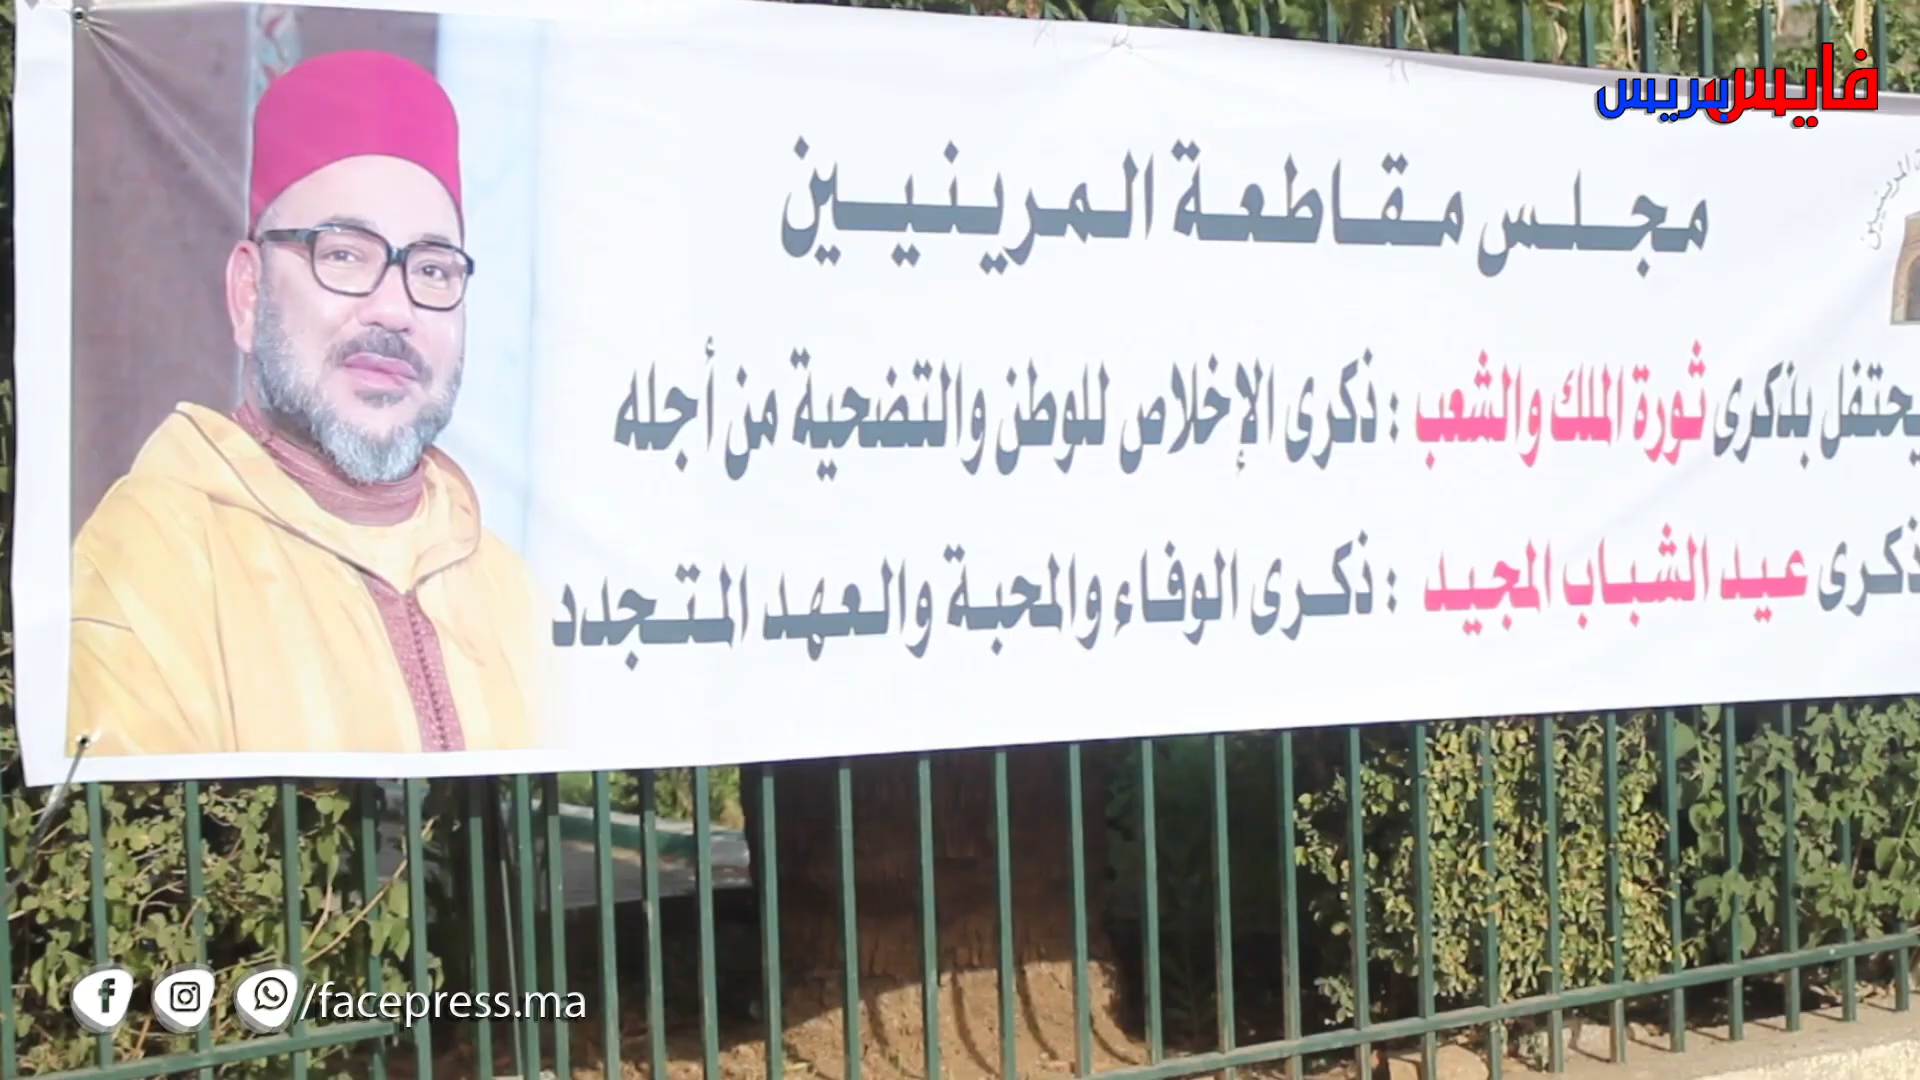 فايس بريس
مجلس مقاطعة المرينيين
يحتفل بذكرى ثورة الملك والشعب : ذكرى الإخلاص للوطن والتضحية من أجله
ذكرى عيد الشباب المجيد : ذكرى الوفاء والمحبة والعهد المتجدد
المرينيين
/facepress.ma